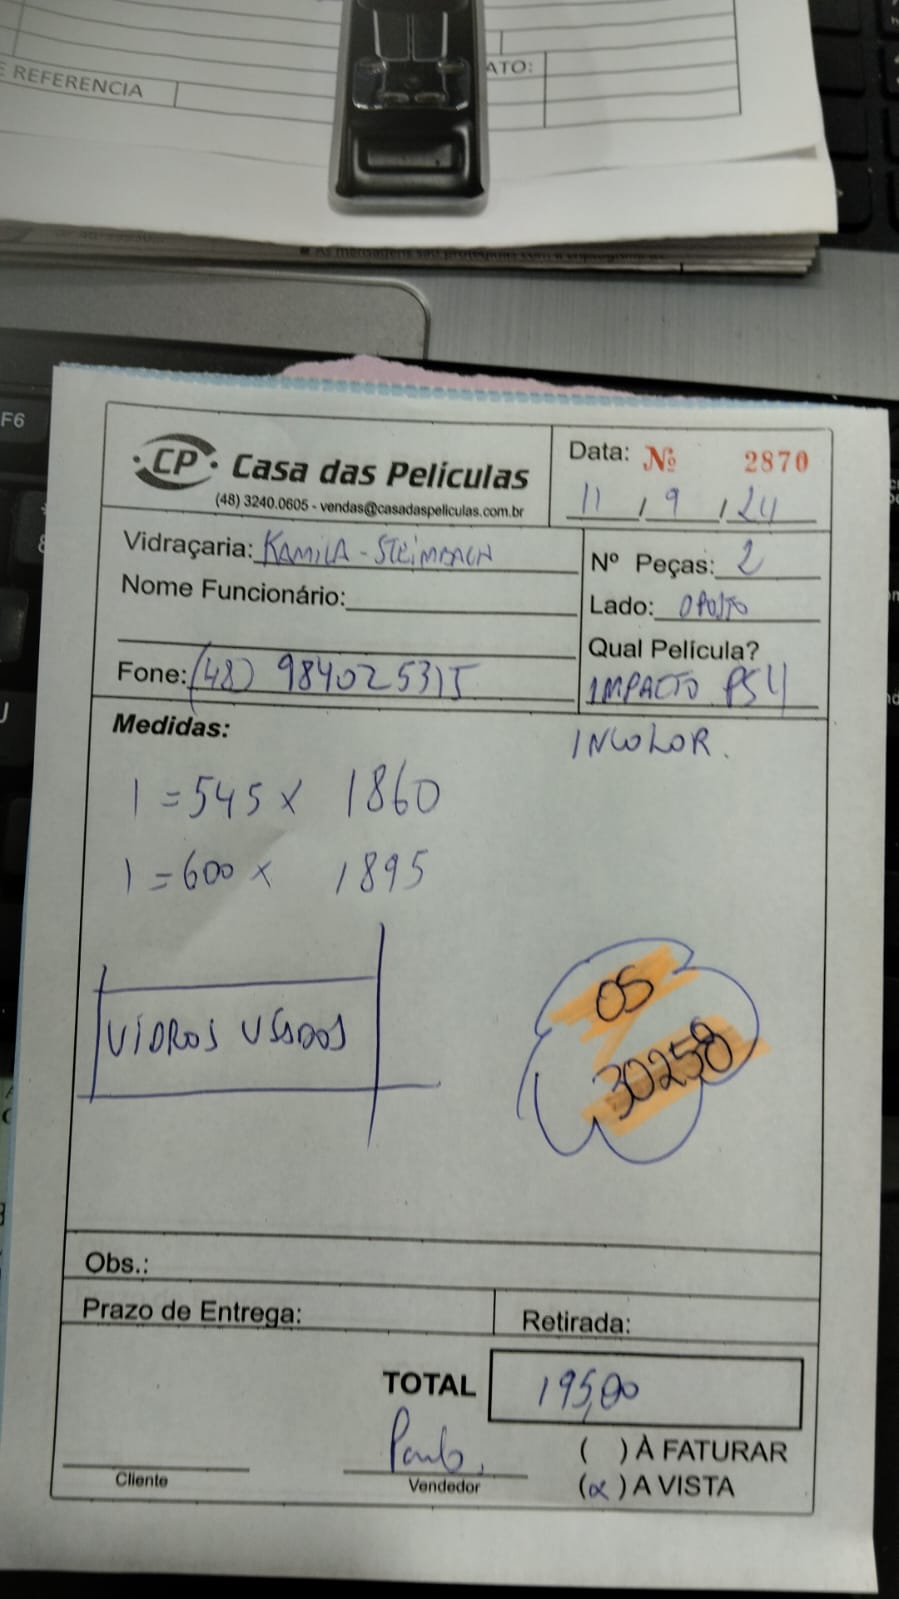 E REFERENCIA
ATO:
F6
CP Casa das Películas
(48) 3240.0605 - vendas@casadaspeliculas.com.br
Data: Nº 2870
11 / 9 / 24
Vidraçaria: KAMILA - STEIMBACH
Nº Peças: 2
Nome Funcionário:
Lado: OPOSTO
Qual Película?
Fone: (48) 984025315
IMPACTO PS4
INCOLOR.
Medidas:
1 = 545 x 1860
1 = 600 x 1895
VIDROS USADOS
OS
30258
Obs.:
Prazo de Entrega:
Retirada:
TOTAL 195,00
Paulo
( ) À FATURAR
Cliente
Vendedor
(x) A VISTA